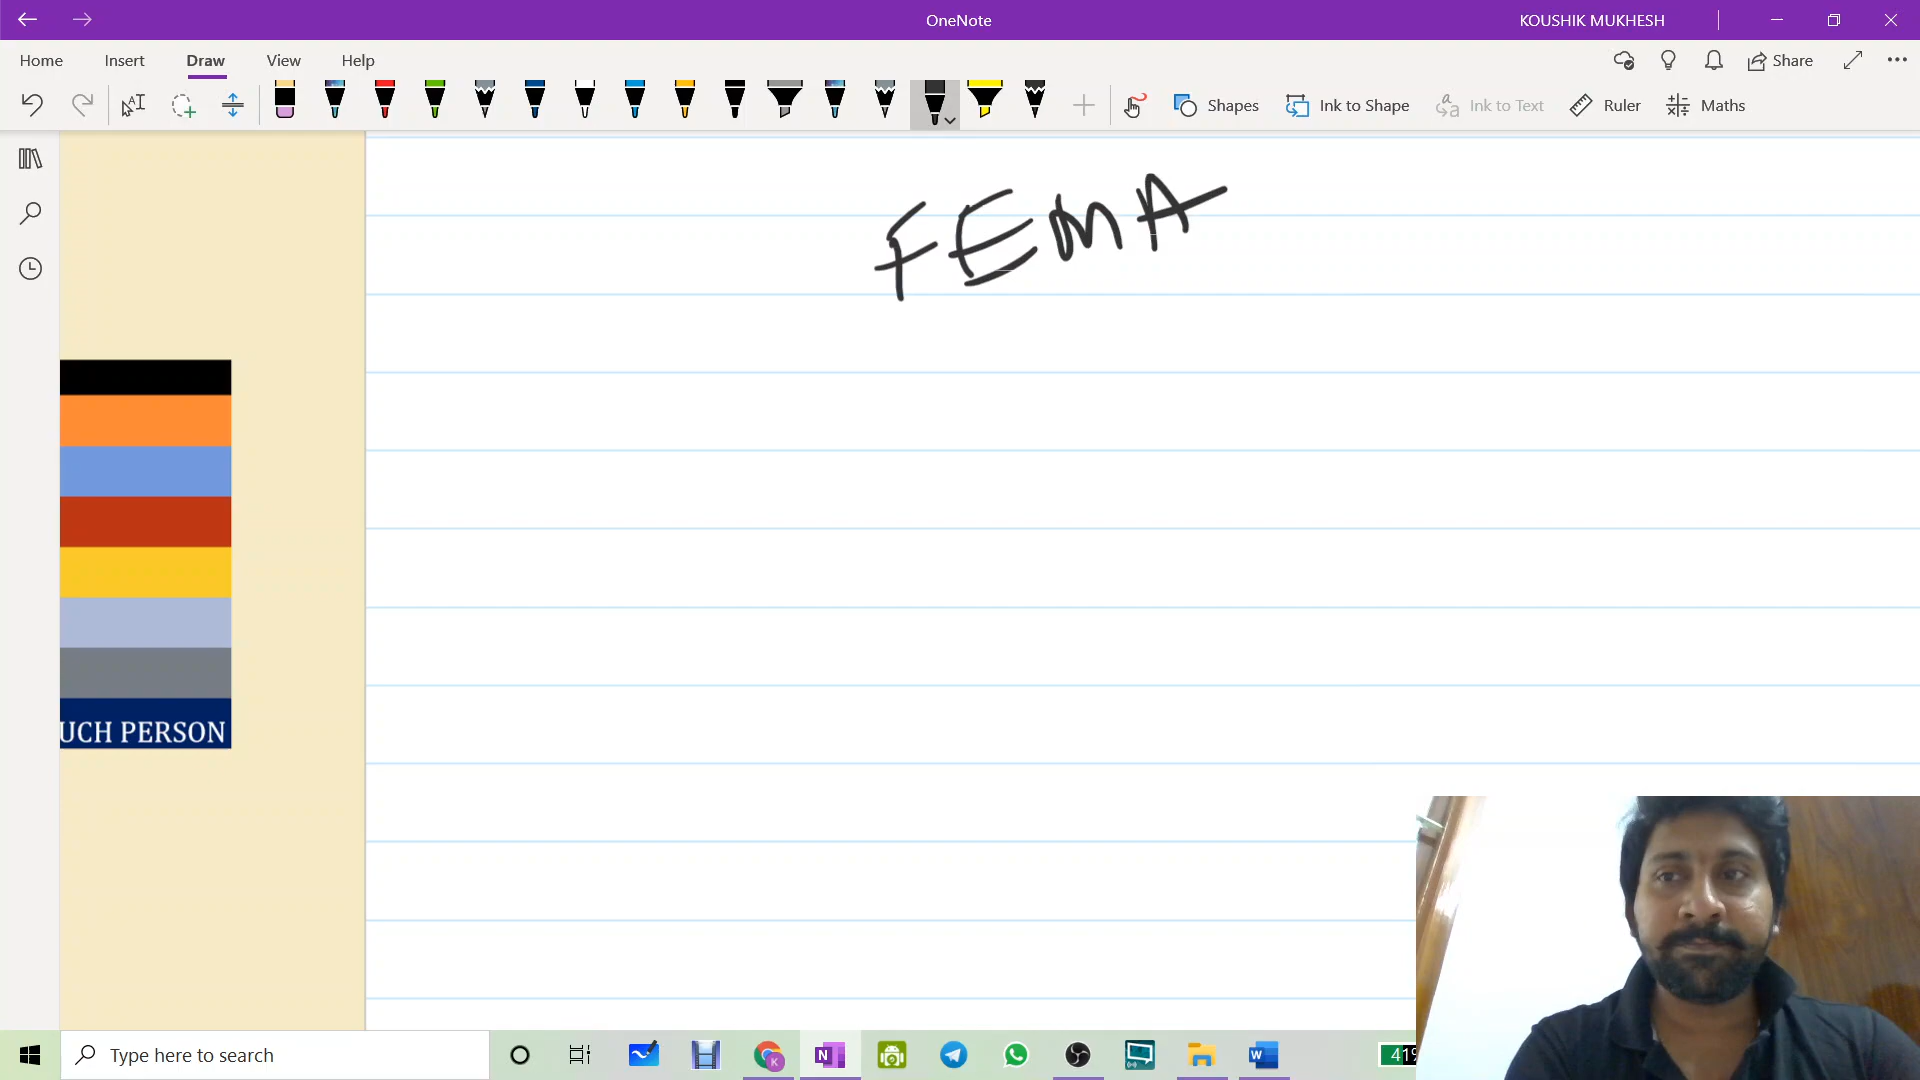 OneNote
KOUSHIK MUKHESH
Home Insert Draw View Help
Share
Shapes Ink to Shape Ink to Text Ruler Maths
FEMA
UCH PERSON
Type here to search
41%